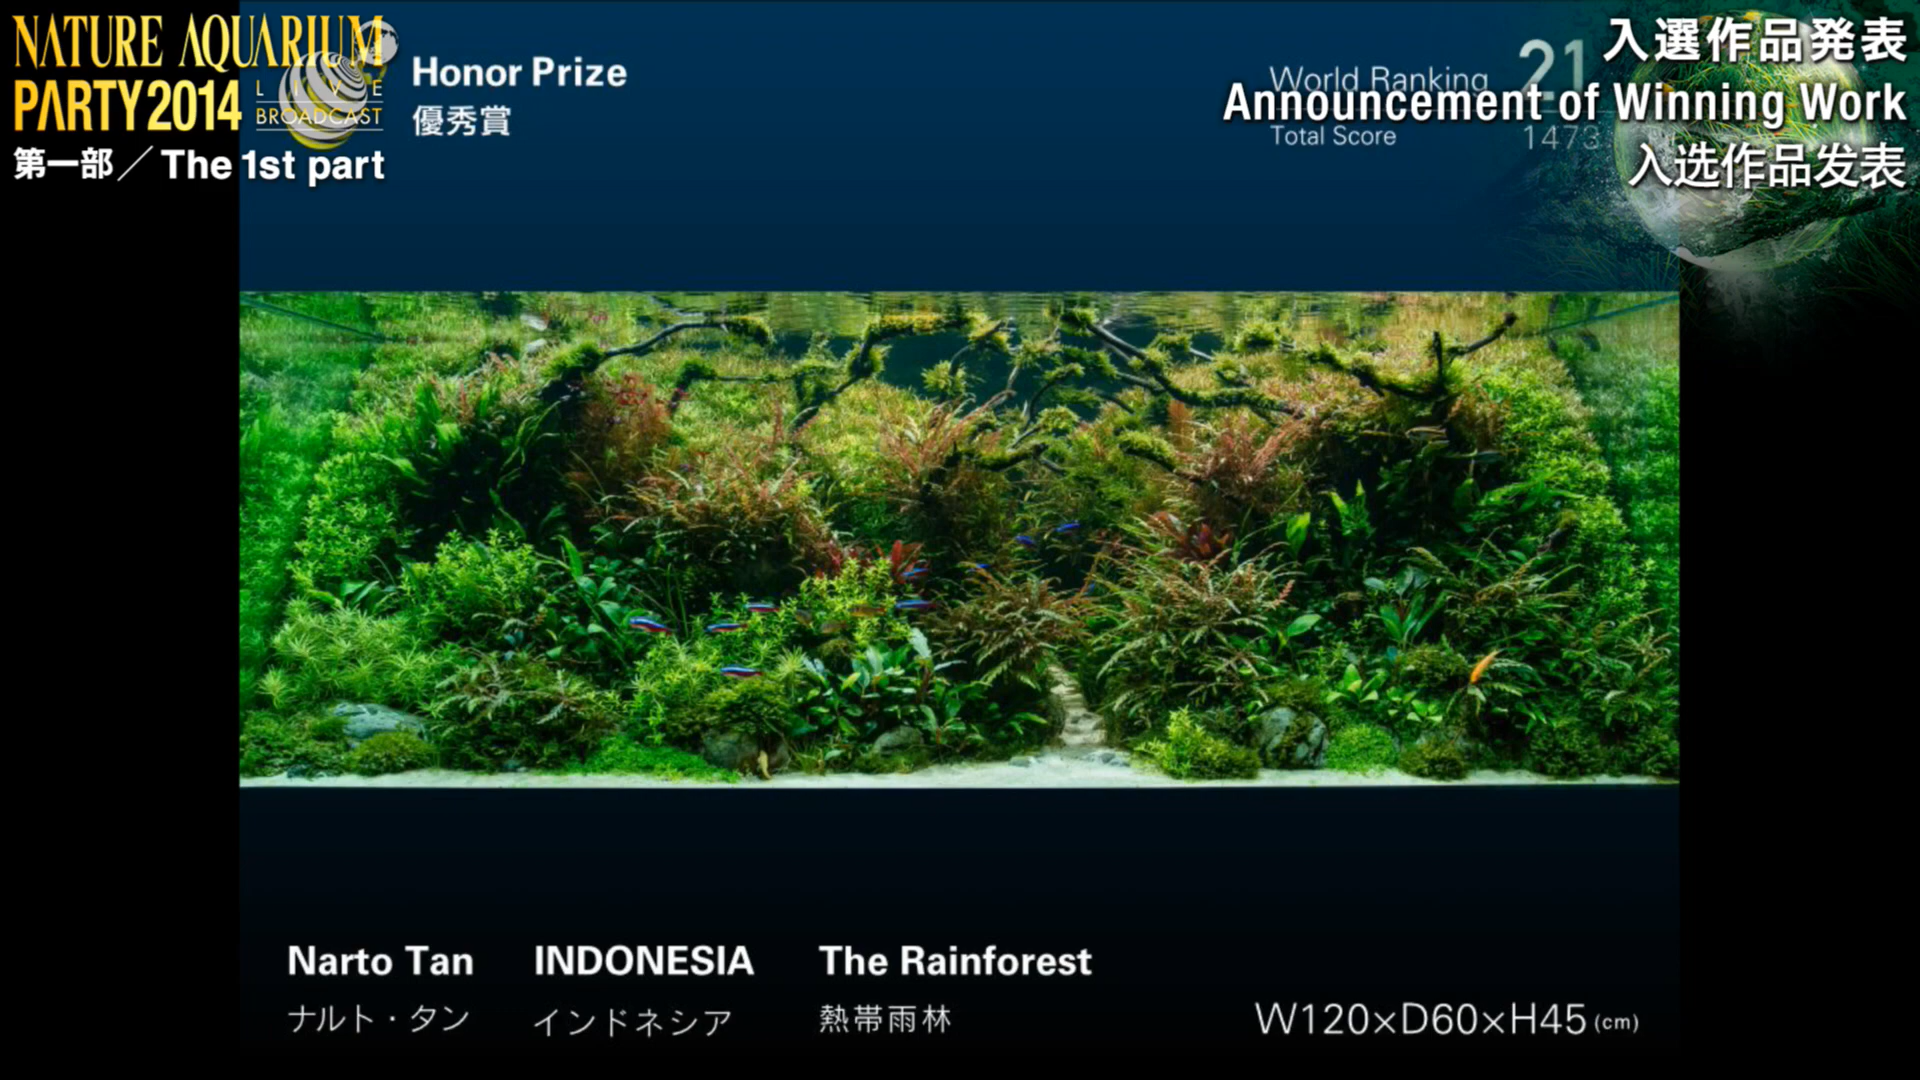 NATURE AQUARIUM
PARTY 2014
LIVE
BROADCAST
第一部／The 1st part
Honor Prize
優秀賞
World Ranking 21
Total Score 1473
入選作品発表
Announcement of Winning Work
入选作品发表
Narto Tan
ナルト・タン
INDONESIA
インドネシア
The Rainforest
熱帯雨林
W120×D60×H45(cm)